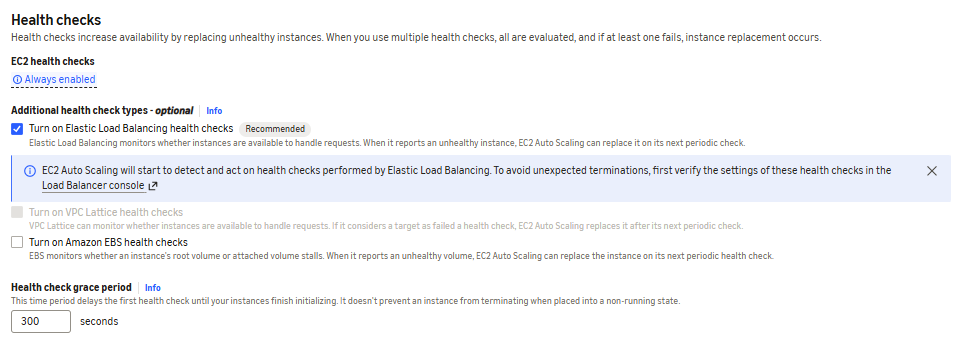 Health checks
Health checks increase availability by replacing unhealthy instances. When you use multiple health checks, all are evaluated, and if at least one fails, instance replacement occurs.
EC2 health checks
Always enabled
Additional health check types - optional Info
Turn on Elastic Load Balancing health checks Recommended
Elastic Load Balancing monitors whether instances are available to handle requests. When it reports an unhealthy instance, EC2 Auto Scaling can replace it on its next periodic check.
EC2 Auto Scaling will start to detect and act on health checks performed by Elastic Load Balancing. To avoid unexpected terminations, first verify the settings of these health checks in the
Load Balancer console
Turn on VPC Lattice health checks
VPC Lattice can monitor whether instances are available to handle requests. If it considers a target as failed a health check, EC2 Auto Scaling replaces it after its next periodic check.
Turn on Amazon EBS health checks
EBS monitors whether an instance's root volume or attached volume stalls. When it reports an unhealthy volume, EC2 Auto Scaling can replace the instance on its next periodic health check.
Health check grace period Info
This time period delays the first health check until your instances finish initializing. It doesn't prevent an instance from terminating when placed into a non-running state.
300 seconds